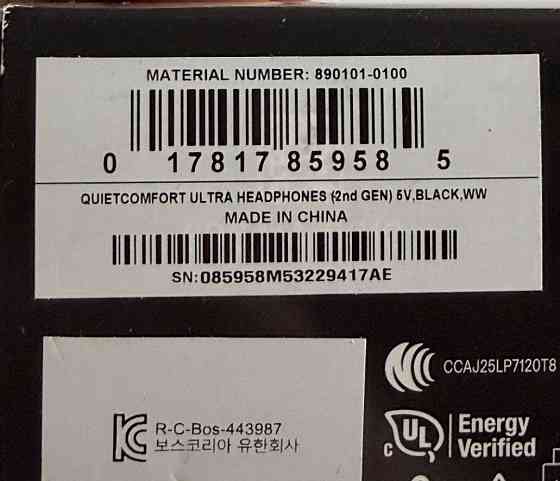 MATERIAL NUMBER: 890101-0100
0 17817 85958 5
QUIETCOMFORT ULTRA HEADPHONES (2nd GEN) 5V,BLACK,WW
MADE IN CHINA
SN:085958M53229417AE
CCAJ25LP7120T8
R-C-Bos-443987
보스코리아 유한회사
C UL Energy
Verified